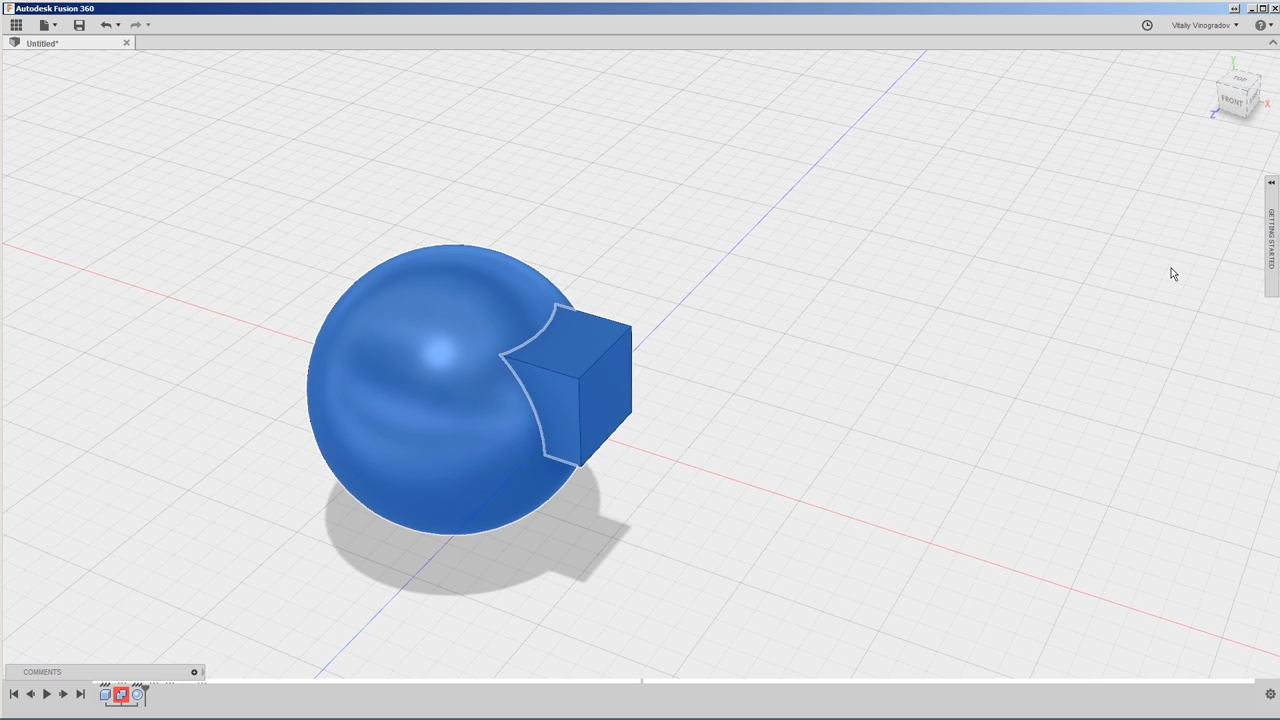 Autodesk Fusion 360
Vitaliy Vinogradov
Untitled*
Y
TOP
FRONT
X
Z
GETTING STARTED
COMMENTS